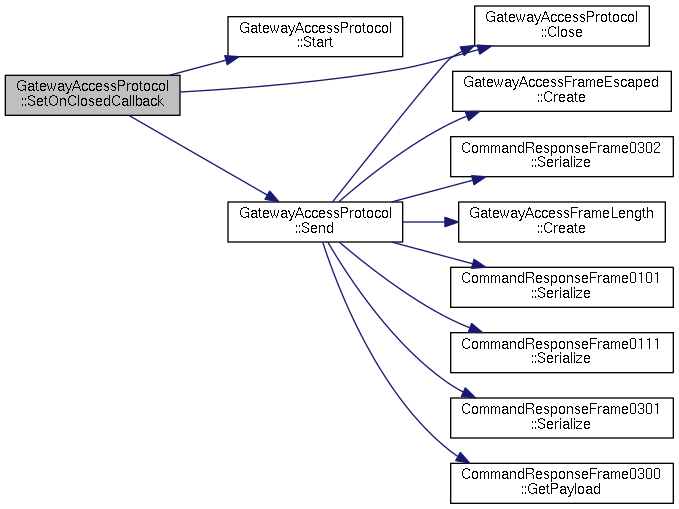 GatewayAccessProtocol
::SetOnClosedCallback
GatewayAccessProtocol
::Start
GatewayAccessProtocol
::Send
GatewayAccessProtocol
::Close
GatewayAccessFrameEscaped
::Create
CommandResponseFrame0302
::Serialize
GatewayAccessFrameLength
::Create
CommandResponseFrame0101
::Serialize
CommandResponseFrame0111
::Serialize
CommandResponseFrame0301
::Serialize
CommandResponseFrame0300
::GetPayload